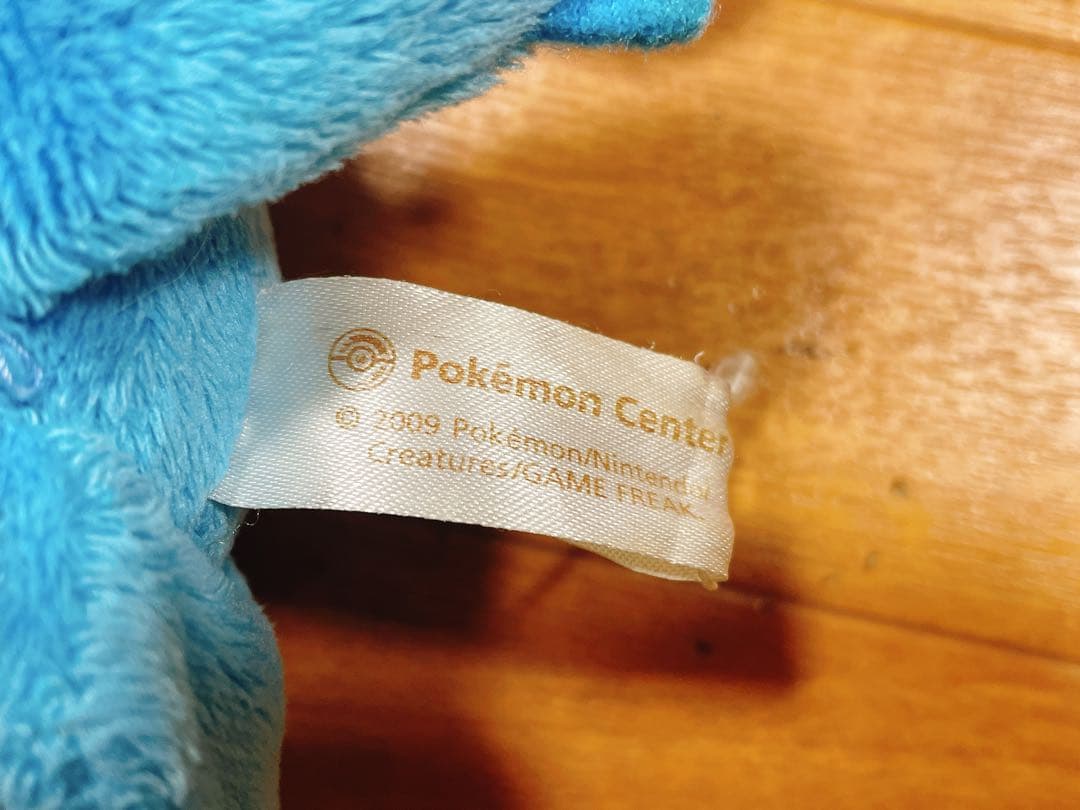 Pokémon Center
© 2009 Pokémon/Nintendo/
Creatures/GAME FREAK